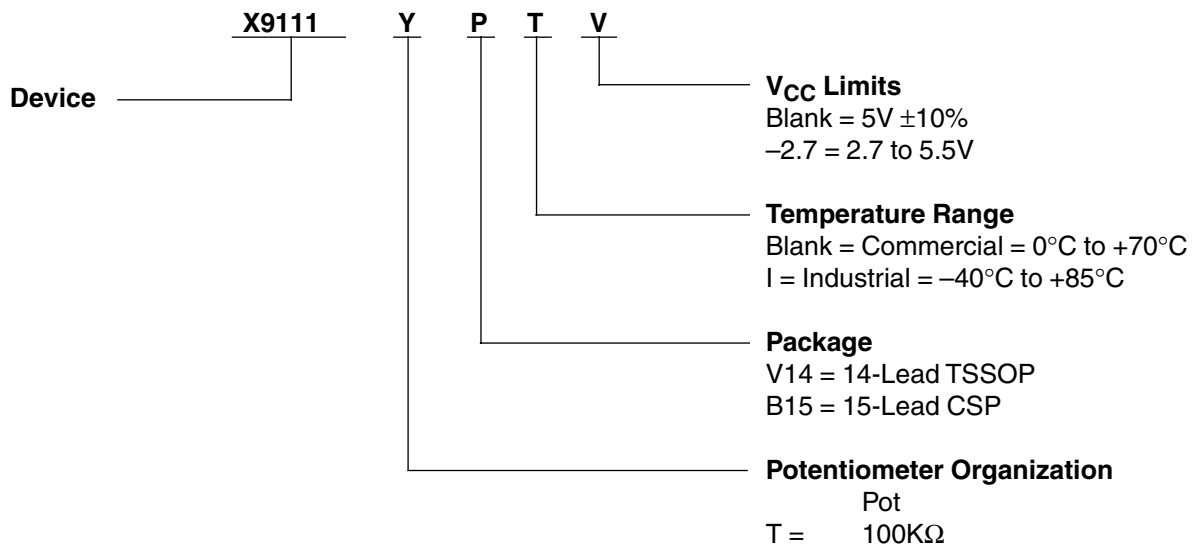 X9111 Y P T V
Device
VCC Limits
Blank = 5V ±10%
–2.7 = 2.7 to 5.5V
Temperature Range
Blank = Commercial = 0°C to +70°C
I = Industrial = –40°C to +85°C
Package
V14 = 14-Lead TSSOP
B15 = 15-Lead CSP
Potentiometer Organization
Pot
T = 100KΩ